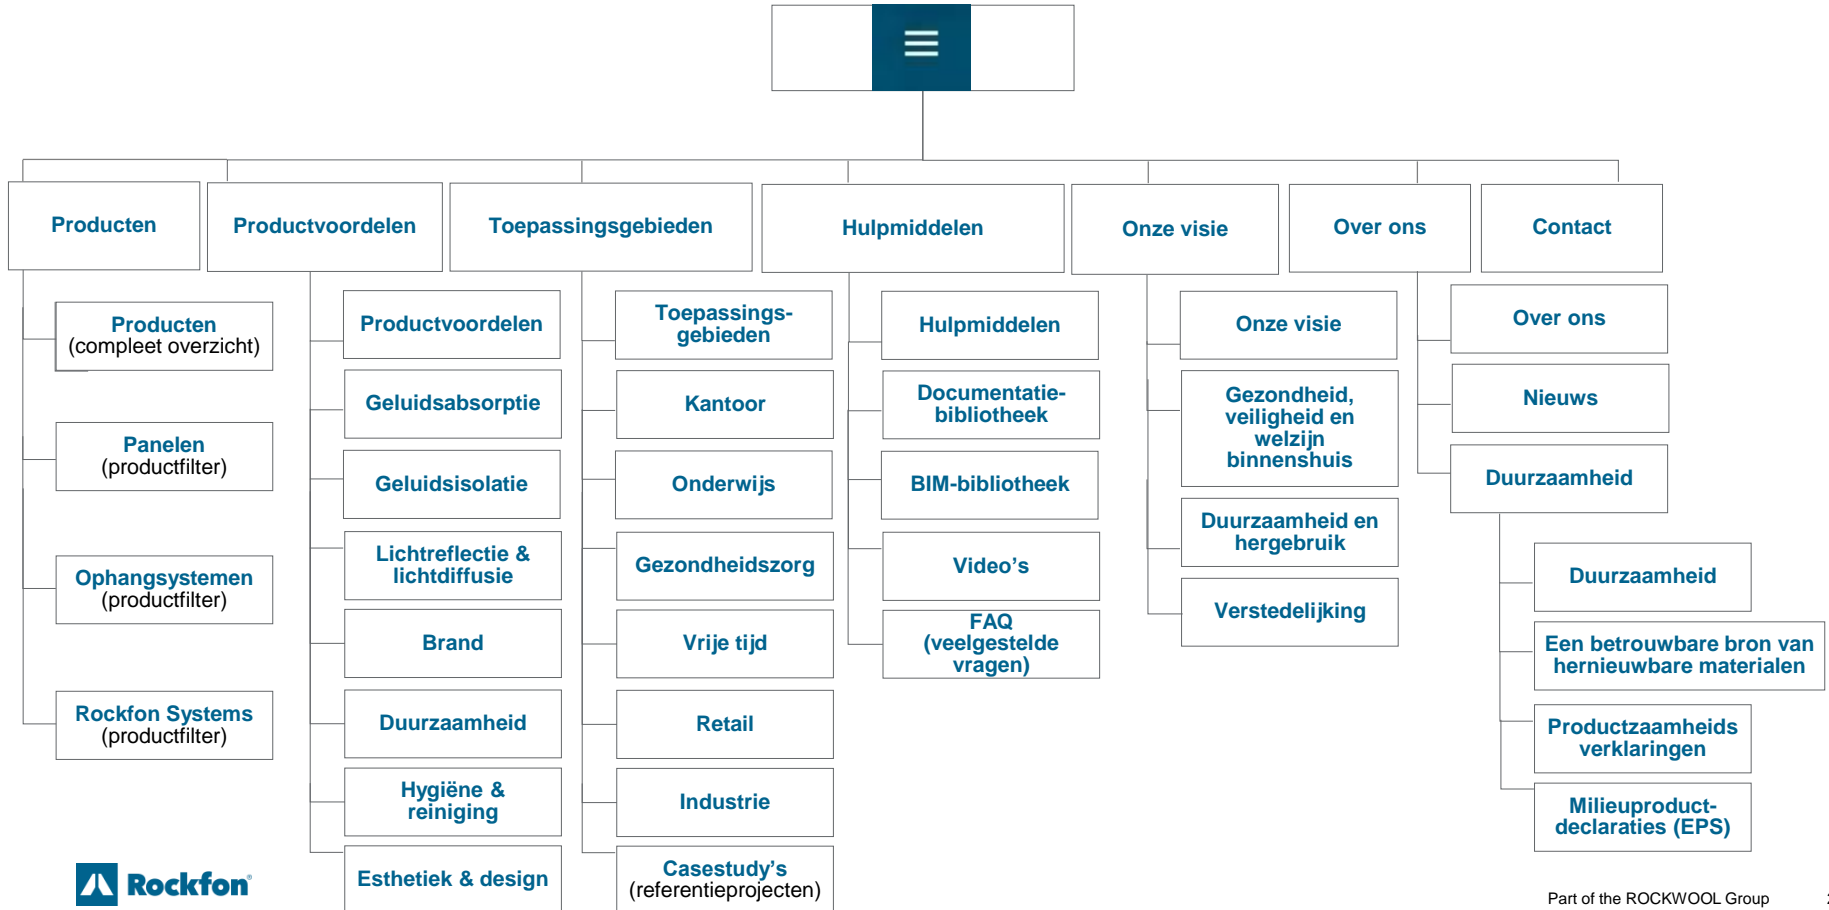 Producten
Productvoordelen
Toepassingsgebieden
Hulpmiddelen
Onze visie
Over ons
Contact
Producten
(compleet overzicht)
Panelen
(productfilter)
Ophangsystemen
(productfilter)
Rockfon Systems
(productfilter)
Productvoordelen
Geluidsabsorptie
Geluidsisolatie
Lichtreflectie &
lichtdiffusie
Brand
Duurzaamheid
Hygiëne &
reiniging
Esthetiek & design
Toepassings-
gebieden
Kantoor
Onderwijs
Gezondheidszorg
Vrije tijd
Retail
Industrie
Casestudy’s
(referentieprojecten)
Hulpmiddelen
Documentatie-
bibliotheek
BIM-bibliotheek
Video’s
FAQ
(veelgestelde
vragen)
Onze visie
Gezondheid,
veiligheid en
welzijn
binnenshuis
Duurzaamheid en
hergebruik
Verstedelijking
Over ons
Nieuws
Duurzaamheid
Duurzaamheid
Een betrouwbare bron van
hernieuwbare materialen
Productzaamheids
verklaringen
Milieuproduct-
declaraties (EPS)
Rockfon®
Part of the ROCKWOOL Group